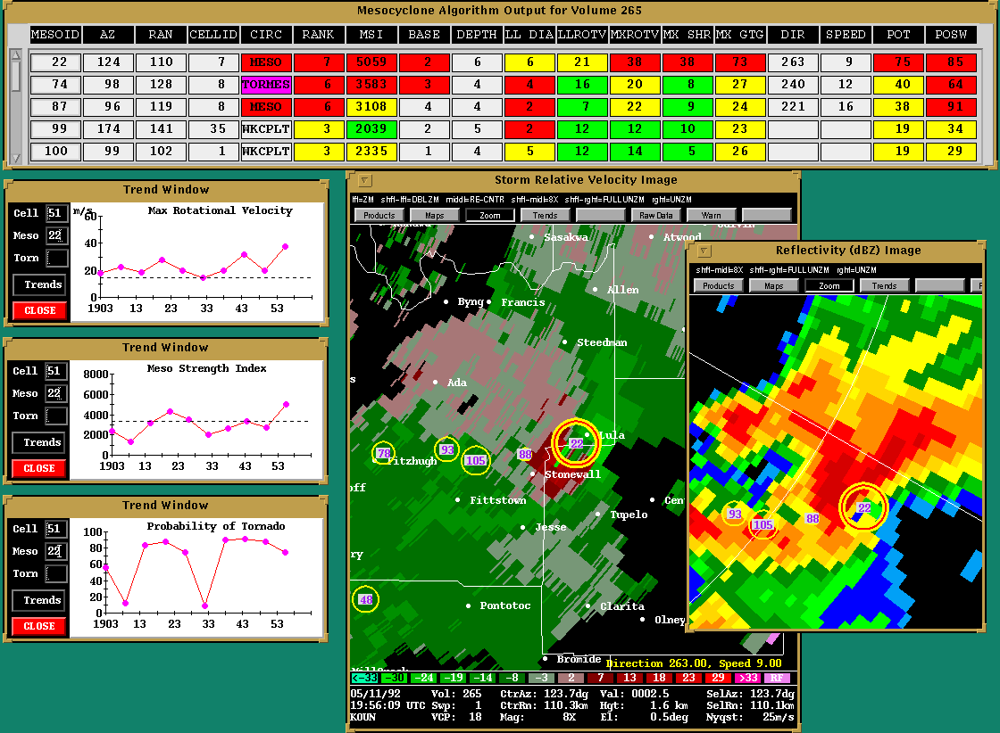 Mesocyclone Algorithm Output for Volume 265
MESOID AZ RAN CELLID CIRC RANK MSI BASE DEPTH LL DIA LLROTV MXROTV MX SHR MX GTG DIR SPEED POT POSW
22 124 110 7 MESO 7 5059 2 6 6 21 38 38 73 263 9 75 85
74 98 128 8 TORMES 6 3583 3 4 4 16 20 8 27 240 12 40 64
87 96 119 8 MESO 6 3108 4 4 2 7 22 9 24 221 16 38 91
99 174 141 35 WKCPLT 3 2039 2 5 2 12 12 10 23 19 34
100 99 102 1 WKCPLT 3 2335 1 4 5 12 14 5 26 19 29
Trend Window
Cell 51
Meso 22
Torn
Trends
CLOSE
m/s
Max Rotational Velocity
60
40
20
0
1903 13 23 33 43 53
Trend Window
Cell 51
Meso 22
Torn
Trends
CLOSE
Meso Strength Index
8000
6000
4000
2000
0
1903 13 23 33 43 53
Trend Window
Cell 51
Meso 22
Torn
Trends
CLOSE
Probability of Tornado
100
80
60
40
20
0
1903 13 23 33 43 53
Storm Relative Velocity Image
lft=ZM shft-lft=DBLZM middl=RE-CNTR shft-midl=8X shft-rght=FULLUNZM rght=UNZM
Products Maps Zoom Trends Raw Data Warn
Sasakwa
Atwood
Allen
Byng
Francis
Steedman
s
Ada
Lula
22
78
93
105
88
Fitzhugh
Stonewall
off
Fittstown
Cen
Tupelo
Jesse
ry
48
Pontotoc
Clarita
Olney
Bromide
Direction 263.00, Speed 9.00
<-33 -30 -24 -19 -14 -8 -3 2 7 13 18 23 29 >33 RF
05/11/92 Vol: 265 CtrAz: 123.7dg Val: 0002.5 SelAz: 123.7dg
19:56:09 UTC Swp: 1 CtrRn: 110.3km Hgt: 1.6 km SelRn: 110.1km
KOUN VCP: 18 Mag: 8X El: 0.5deg Nyqst: 25m/s
Reflectivity (dBZ) Image
shft-midl=8X shft-rght=FULLUNZM rght=UNZM
Products Maps Zoom Trends
93
105
88
22